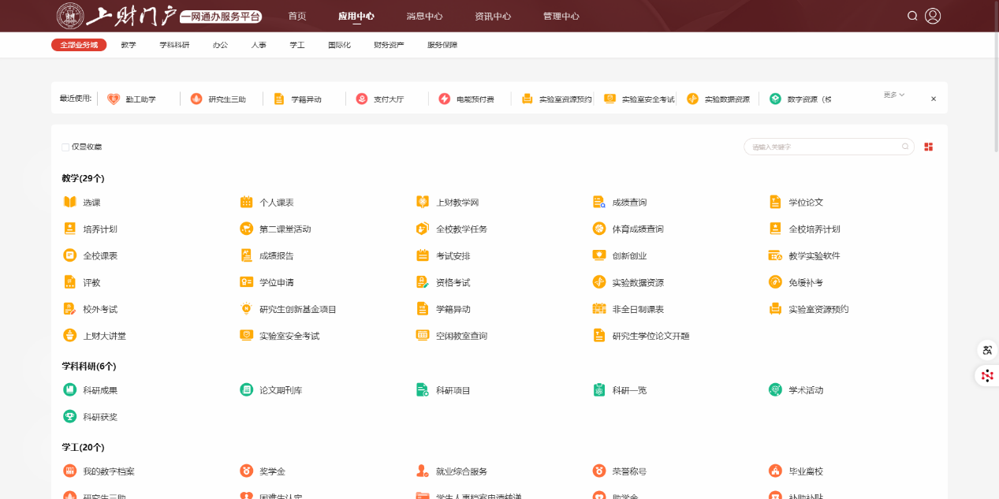 上财门户 一网通办服务平台 首页 应用中心 消息中心 资讯中心 管理中心
全部业务域 教学 学科科研 办公 人事 学工 国际化 财务资产 服务保障
最近使用: 勤工助学 研究生三助 学籍异动 支付大厅 电能预付费 实验室资源预约 实验室安全考试 实验数据资源 数字资源（校 更多
仅显收藏 请输入关键字
教学(29个)
选课 个人课表 上财教学网 成绩查询 学位论文
培养计划 第二课堂活动 全校教学任务 体育成绩查询 全校培养计划
全校课表 成绩报告 考试安排 创新创业 教学实验软件
评教 学位申请 资格考试 实验数据资源 免缓补考
校外考试 研究生创新基金项目 学籍异动 非全日制课表 实验室资源预约
上财大讲堂 实验室安全考试 空闲教室查询 研究生学位论文开题
学科科研(6个)
科研成果 论文期刊库 科研项目 科研一览 学术活动
科研获奖
学工(20个)
我的数字档案 奖学金 就业综合服务 荣誉称号 毕业离校
研究生三助 困难生认定 学生人事档案申请转递 助学金 补助补贴